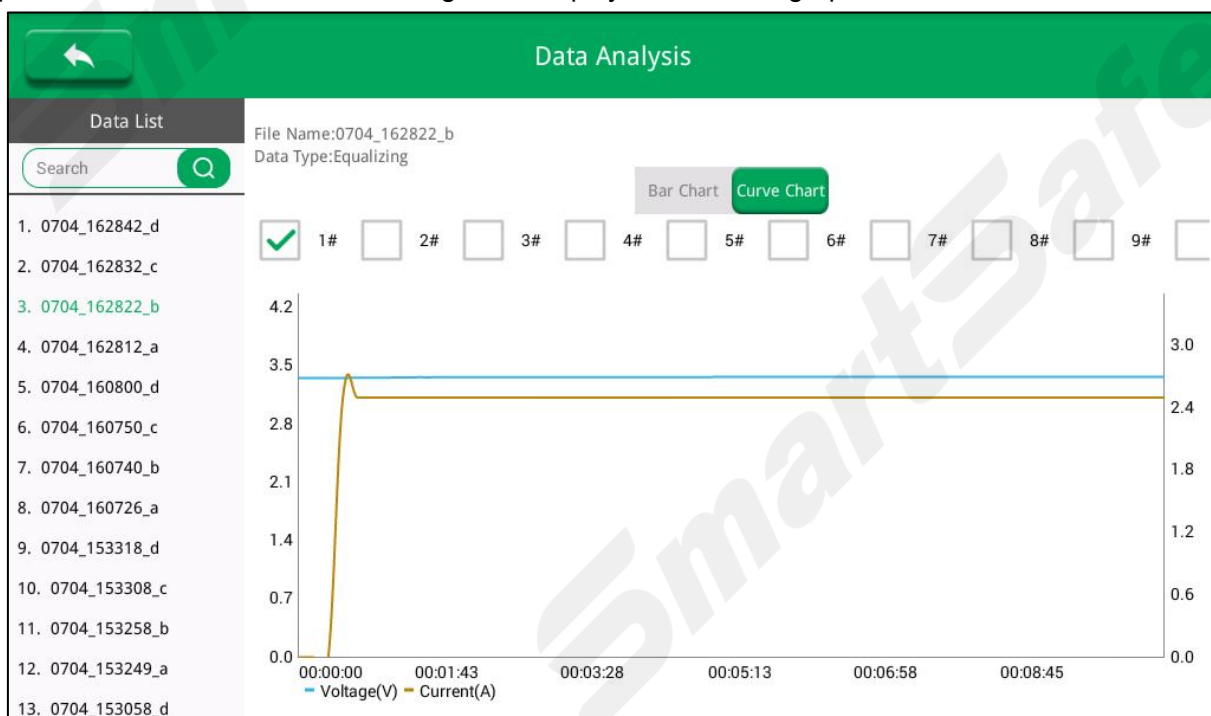 Data Analysis
Data List
Search
1. 0704_162842_d
2. 0704_162832_c
3. 0704_162822_b
4. 0704_162812_a
5. 0704_160800_d
6. 0704_160750_c
7. 0704_160740_b
8. 0704_160726_a
9. 0704_153318_d
10. 0704_153308_c
11. 0704_153258_b
12. 0704_153249_a
13. 0704_153058_d
File Name:0704_162822_b
Data Type:Equalizing
Bar Chart Curve Chart
1# 2# 3# 4# 5# 6# 7# 8# 9#
4.2
3.5
2.8
2.1
1.4
0.7
0.0
3.0
2.4
1.8
1.2
0.6
0.0
00:00:00 00:01:43 00:03:28 00:05:13 00:06:58 00:08:45
Voltage(V) Current(A)
SmartSafe